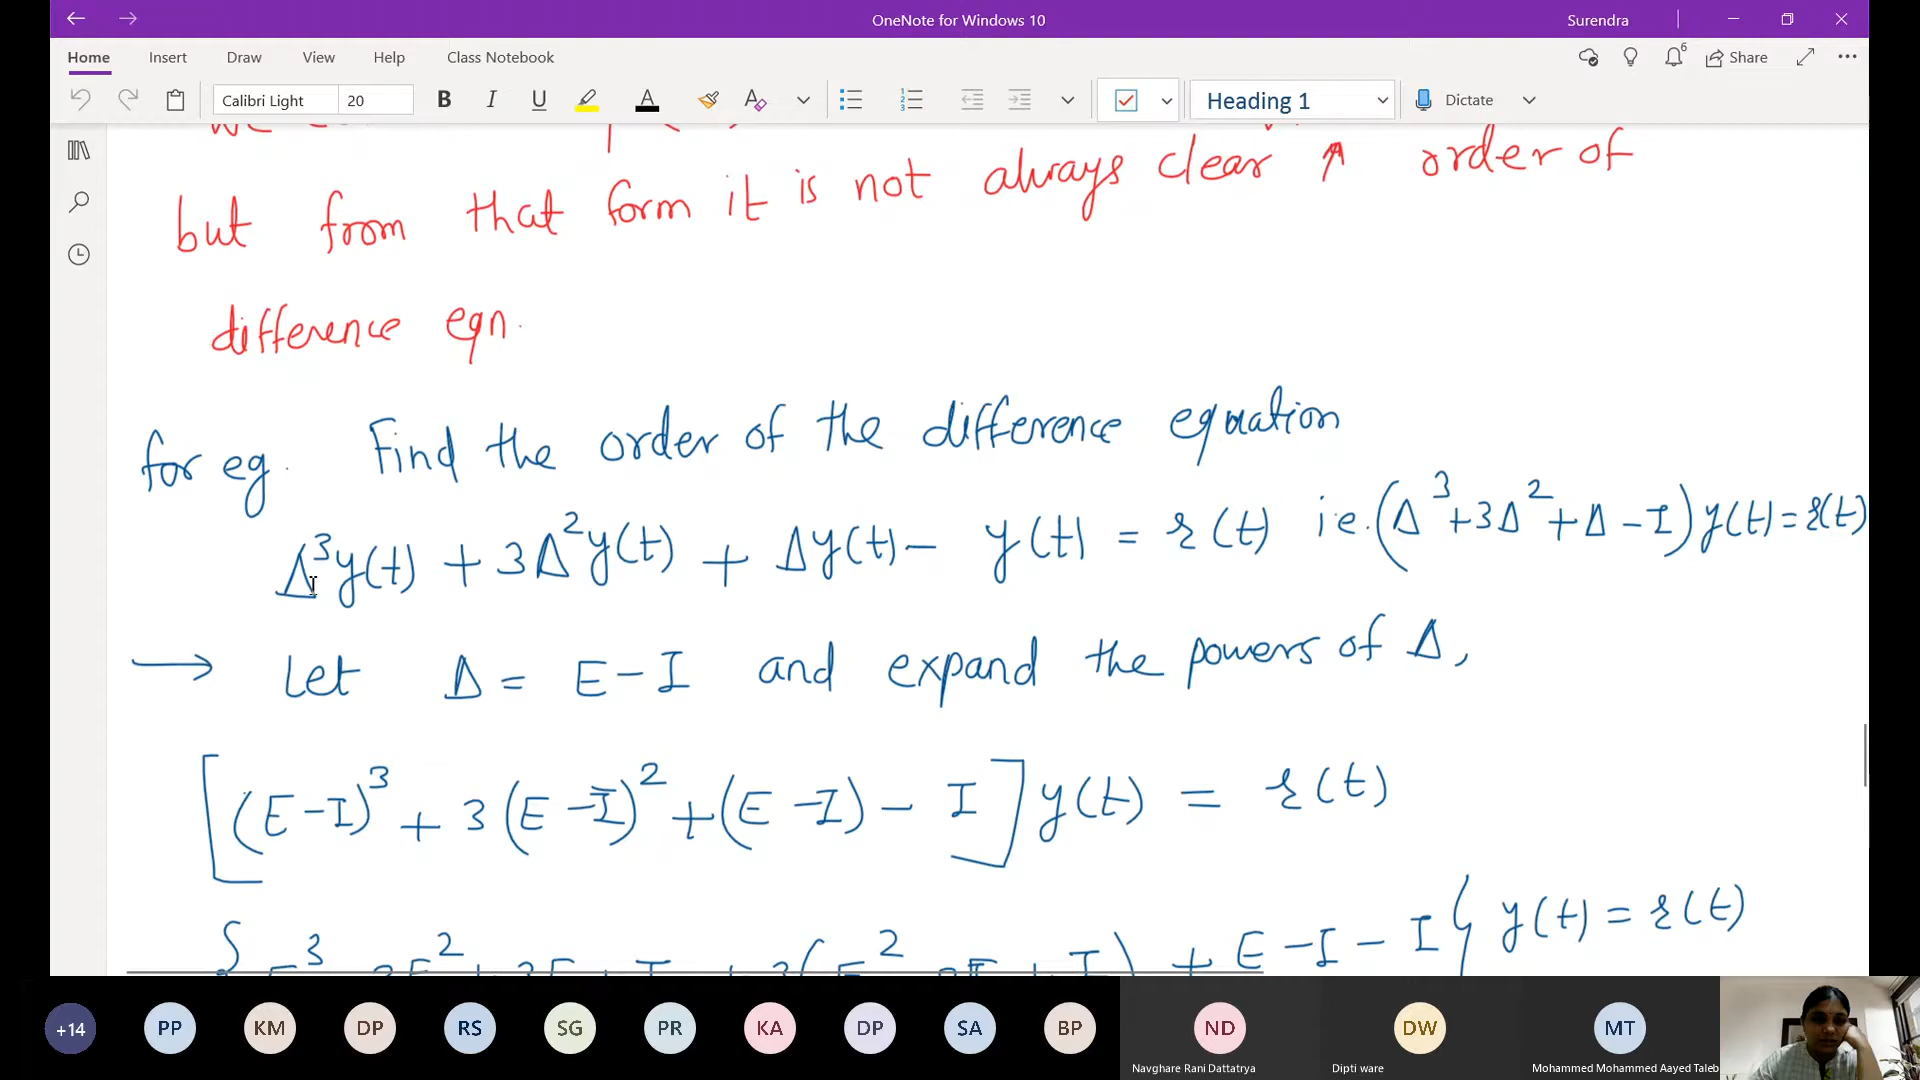 OneNote for Windows 10
Surendra
Home Insert Draw View Help Class Notebook
6
Share
Calibri Light 20 B I U A Heading 1 Dictate
but from that form it is not always clear ↑ order of
difference eqn.
for eg. Find the order of the difference equation
Δ³y(t) + 3Δ²y(t) + Δy(t) – y(t) = r(t) i.e. (Δ³+3Δ²+Δ–I)y(t)=r(t)
→ Let Δ = E–I and expand the powers of Δ,
[(E–I)³ + 3(E–I)² + (E–I) – I] y(t) = r(t)
+ E –I – I } y(t) = r(t)
+14 PP KM DP RS SG PR KA DP SA BP ND DW MT
Navghare Rani Dattatrya Dipti ware Mohammed Mohammed Aayed Taleb